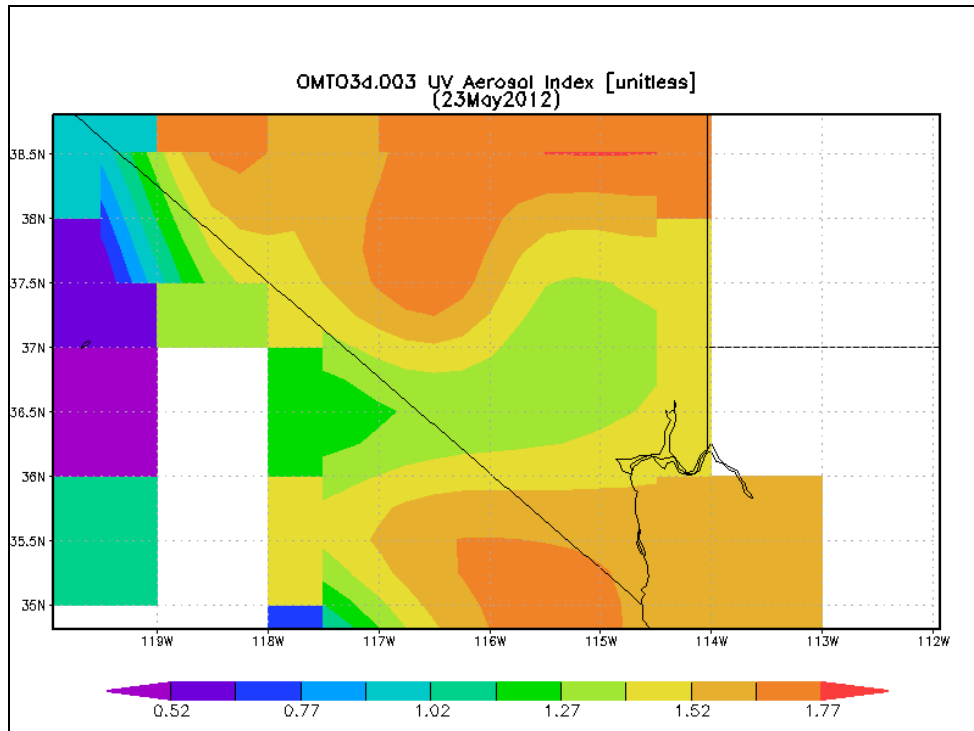 OMTO3d.003 UV Aerosol Index [unitless]
(23May2012)
38.5N
38N
37.5N
37N
36.5N
36N
35.5N
35N
119W 118W 117W 116W 115W 114W 113W 112W
0.52 0.77 1.02 1.27 1.52 1.77